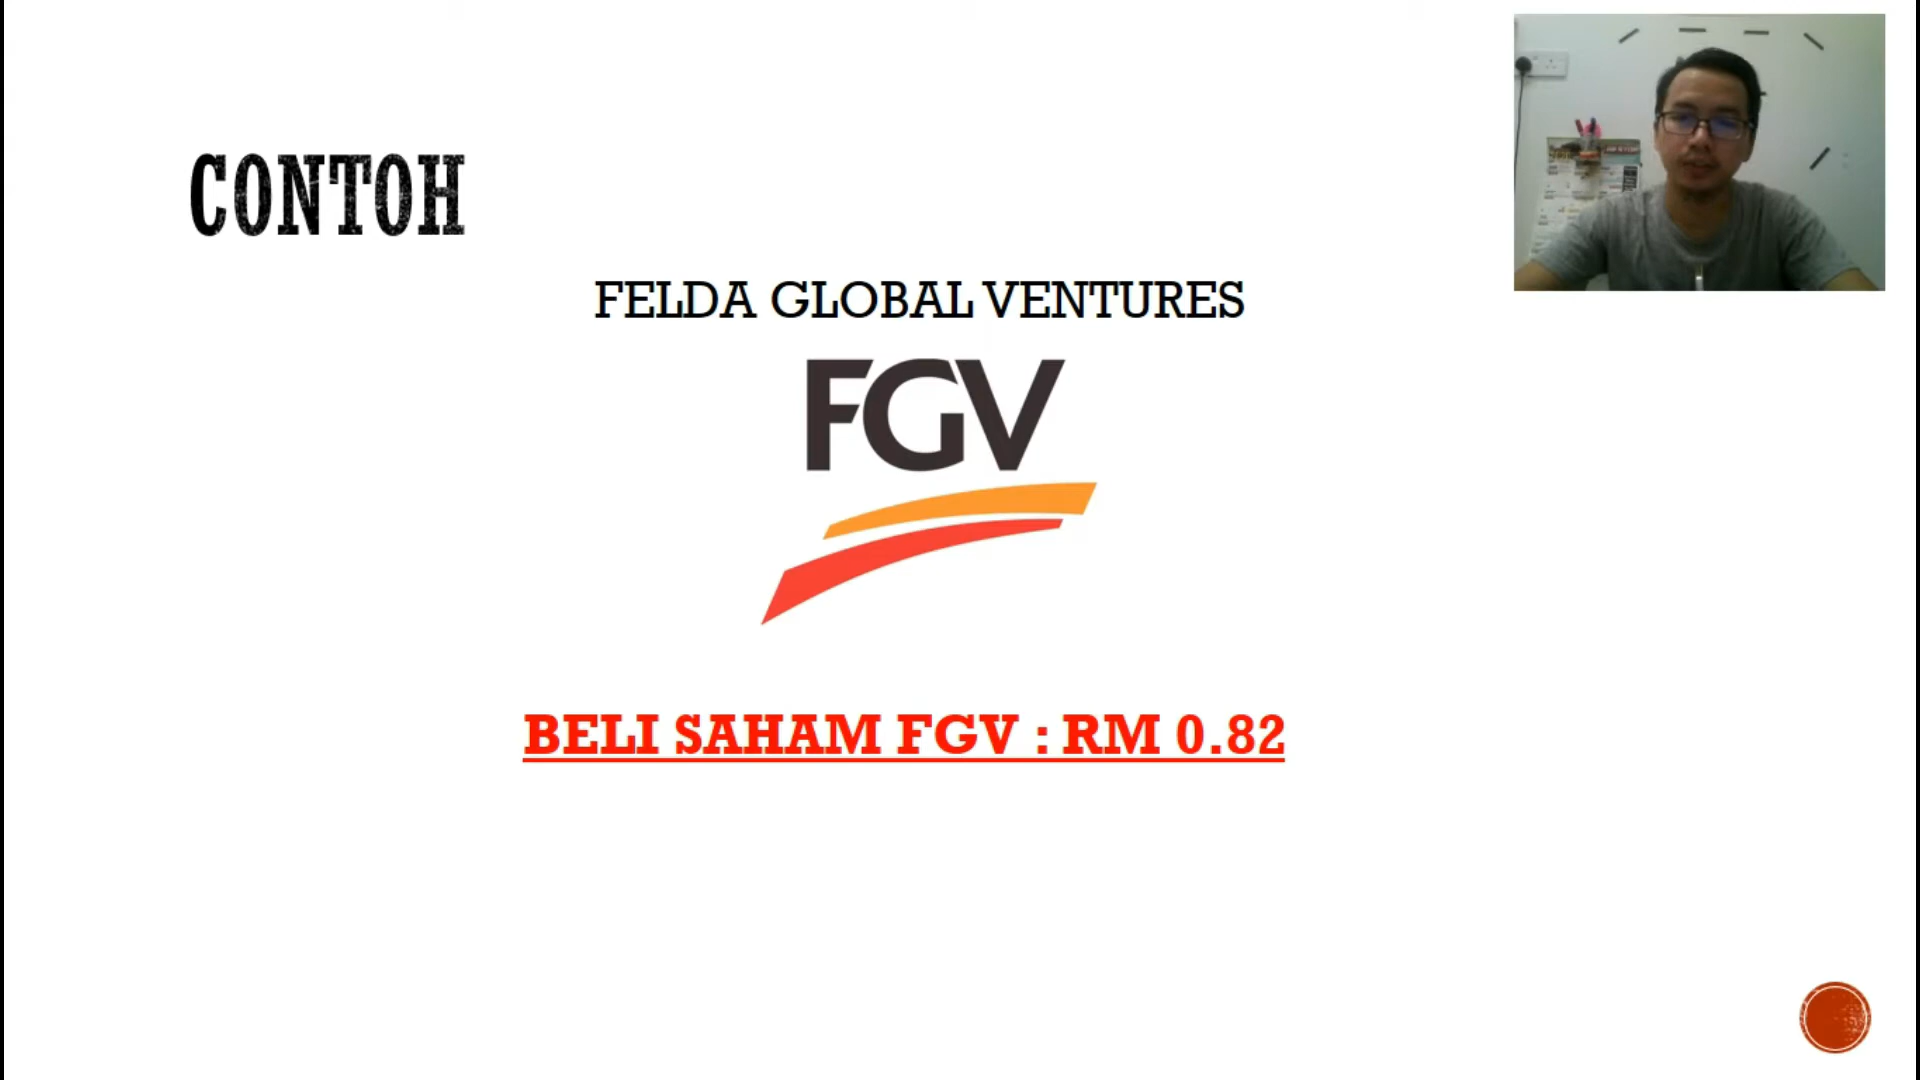 CONTOH
FELDA GLOBAL VENTURES
FGV
BELI SAHAM FGV : RM 0.82